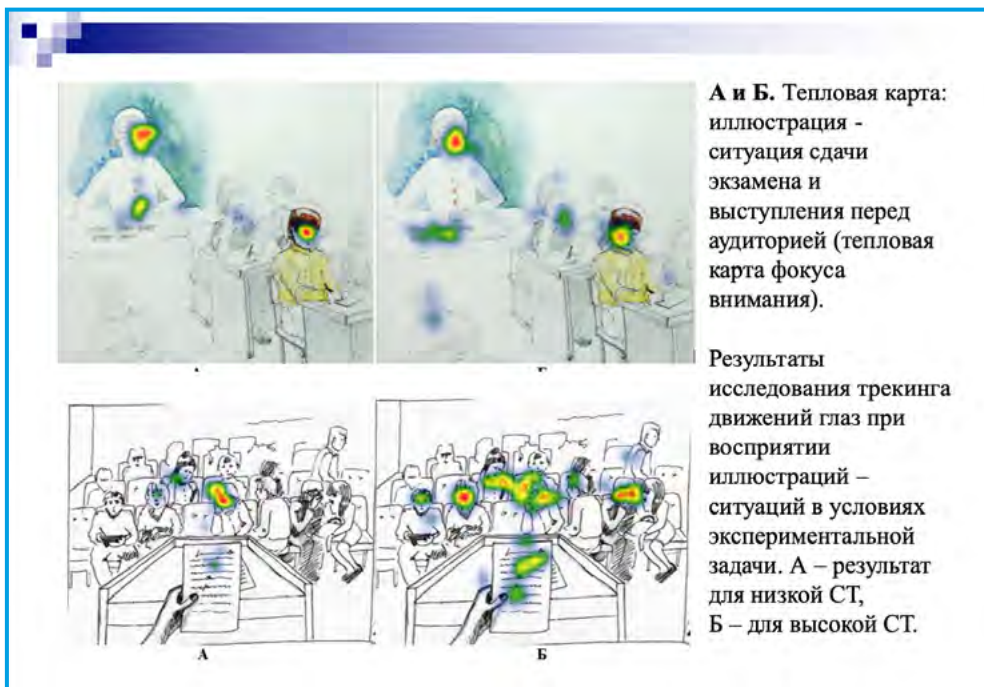 А и Б. Тепловая карта:
иллюстрация -
ситуация сдачи
экзамена и
выступления перед
аудиторией (тепловая
карта фокуса
внимания).
Результаты
исследования трекинга
движений глаз при
восприятии
иллюстраций –
ситуаций в условиях
экспериментальной
задачи. А – результат
для низкой СТ,
Б – для высокой СТ.
А
Б